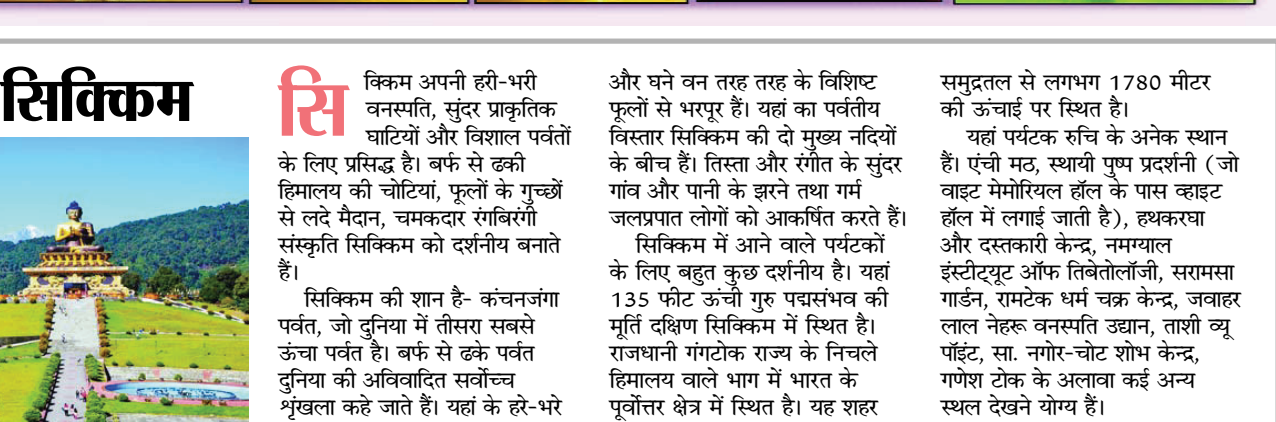 सिक्किम
सिक्किम अपनी हरी-भरी
वनस्पति, सुंदर प्राकृतिक
घाटियों और विशाल पर्वतों
के लिए प्रसिद्ध है। बर्फ से ढकी
हिमालय की चोटियां, फूलों के गुच्छों
से लदे मैदान, चमकदार रंगबिरंगी
संस्कृति सिक्किम को दर्शनीय बनाते
हैं।
सिक्किम की शान है- कंचनजंगा
पर्वत, जो दुनिया में तीसरा सबसे
ऊंचा पर्वत है। बर्फ से ढके पर्वत
दुनिया की अविवादित सर्वोच्च
शृंखला कहे जाते हैं। यहां के हरे-भरे
और घने वन तरह तरह के विशिष्ट
फूलों से भरपूर हैं। यहां का पर्वतीय
विस्तार सिक्किम की दो मुख्य नदियों
के बीच हैं। तिस्ता और रंगीत के सुंदर
गांव और पानी के झरने तथा गर्म
जलप्रपात लोगों को आकर्षित करते हैं।
सिक्किम में आने वाले पर्यटकों
के लिए बहुत कुछ दर्शनीय है। यहां
135 फीट ऊंची गुरु पद्मसंभव की
मूर्ति दक्षिण सिक्किम में स्थित है।
राजधानी गंगटोक राज्य के निचले
हिमालय वाले भाग में भारत के
पूर्वोत्तर क्षेत्र में स्थित है। यह शहर
समुद्रतल से लगभग 1780 मीटर
की ऊंचाई पर स्थित है।
यहां पर्यटक रुचि के अनेक स्थान
हैं। एंची मठ, स्थायी पुष्प प्रदर्शनी (जो
वाइट मेमोरियल हॉल के पास व्हाइट
हॉल में लगाई जाती है), हथकरघा
और दस्तकारी केन्द्र, नमग्याल
इंस्टीट्यूट ऑफ तिबेतोलॉजी, सरामसा
गार्डन, रामटेक धर्म चक्र केन्द्र, जवाहर
लाल नेहरू वनस्पति उद्यान, ताशी व्यू
पॉइंट, सा. नगोर-चोट शोभ केन्द्र,
गणेश टोक के अलावा कई अन्य
स्थल देखने योग्य हैं।